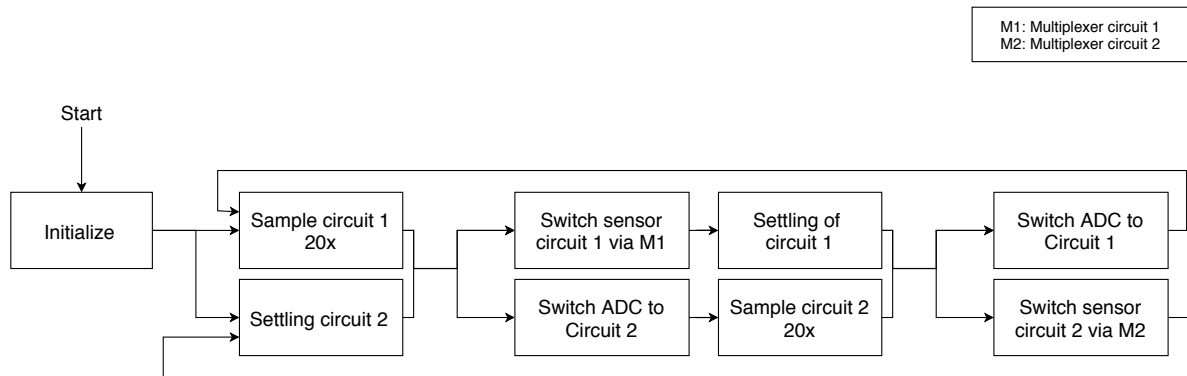 M1: Multiplexer circuit 1
M2: Multiplexer circuit 2
Start
Initialize
Sample circuit 1
20x
Settling circuit 2
Switch sensor
circuit 1 via M1
Switch ADC to
Circuit 2
Settling of
circuit 1
Sample circuit 2
20x
Switch ADC to
Circuit 1
Switch sensor
circuit 2 via M2